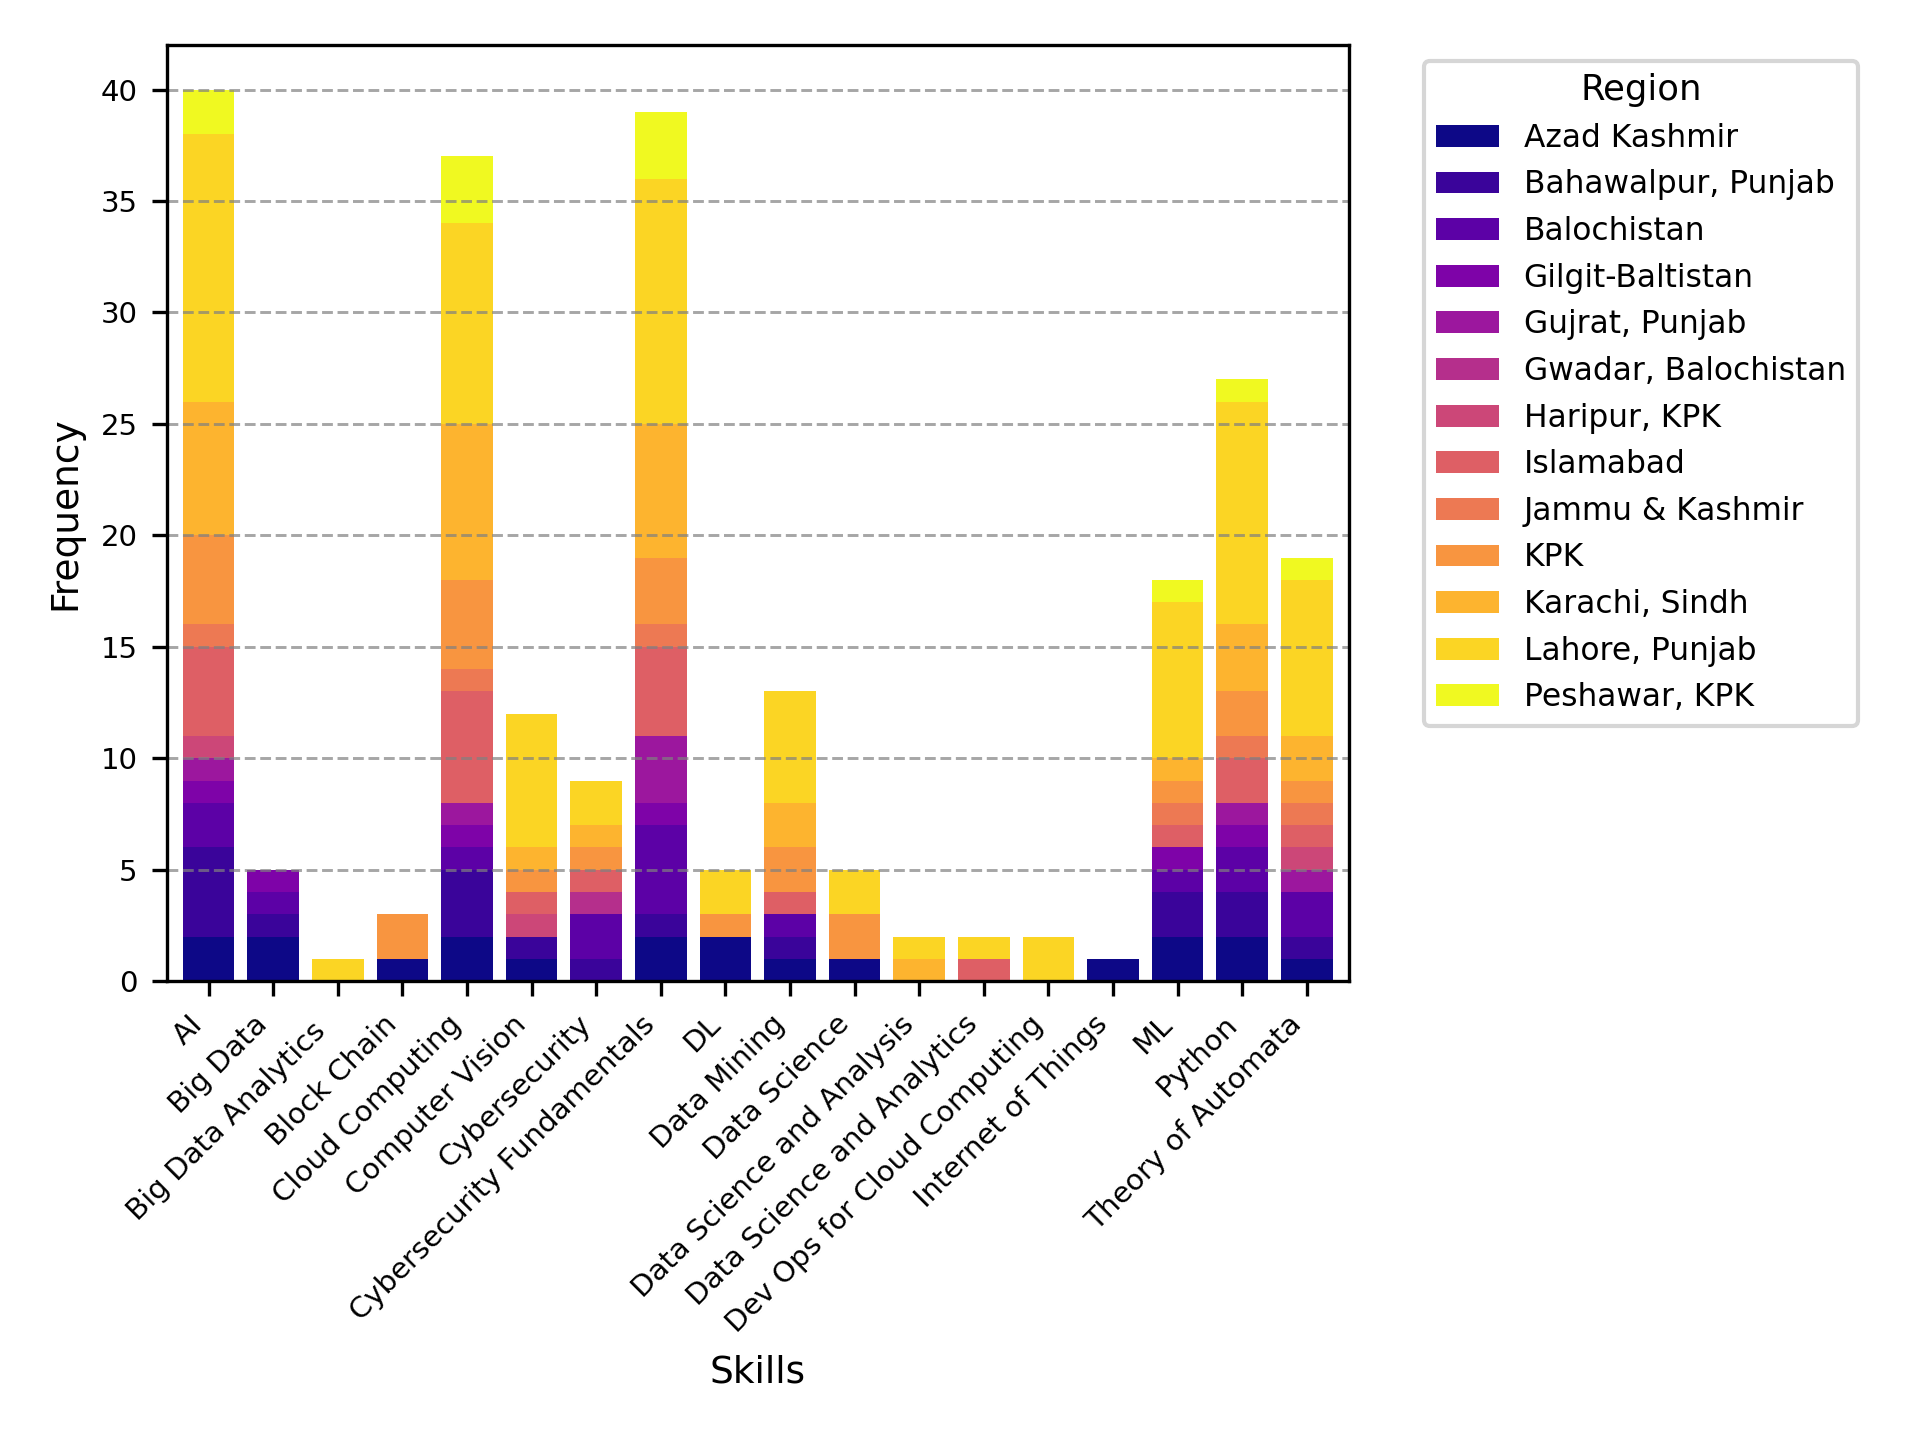 40
35
30
25
20
15
10
5
0
Frequency
AI
Big Data
Big Data Analytics
Block Chain
Cloud Computing
Computer Vision
Cybersecurity
Cybersecurity Fundamentals
DL
Data Mining
Data Science
Data Science and Analysis
Data Science and Analytics
Dev Ops for Cloud Computing
Internet of Things
ML
Python
Theory of Automata
Skills
Region
Azad Kashmir
Bahawalpur, Punjab
Balochistan
Gilgit-Baltistan
Gujrat, Punjab
Gwadar, Balochistan
Haripur, KPK
Islamabad
Jammu & Kashmir
KPK
Karachi, Sindh
Lahore, Punjab
Peshawar, KPK